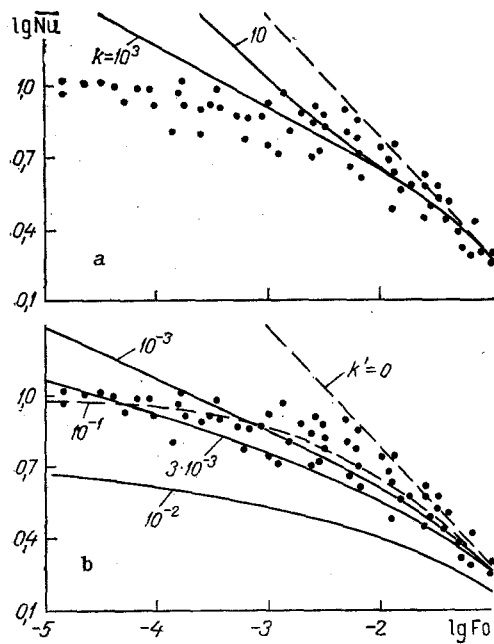 lg N̄u̅
a
k=10³
10
1,0
0,7
0,4
0,1
a
10⁻³
k'=0
1,0
10⁻¹
0,7
3·10⁻³
10⁻²
0,4
b
0,1
-5
-4
-3
-2
lg Fo